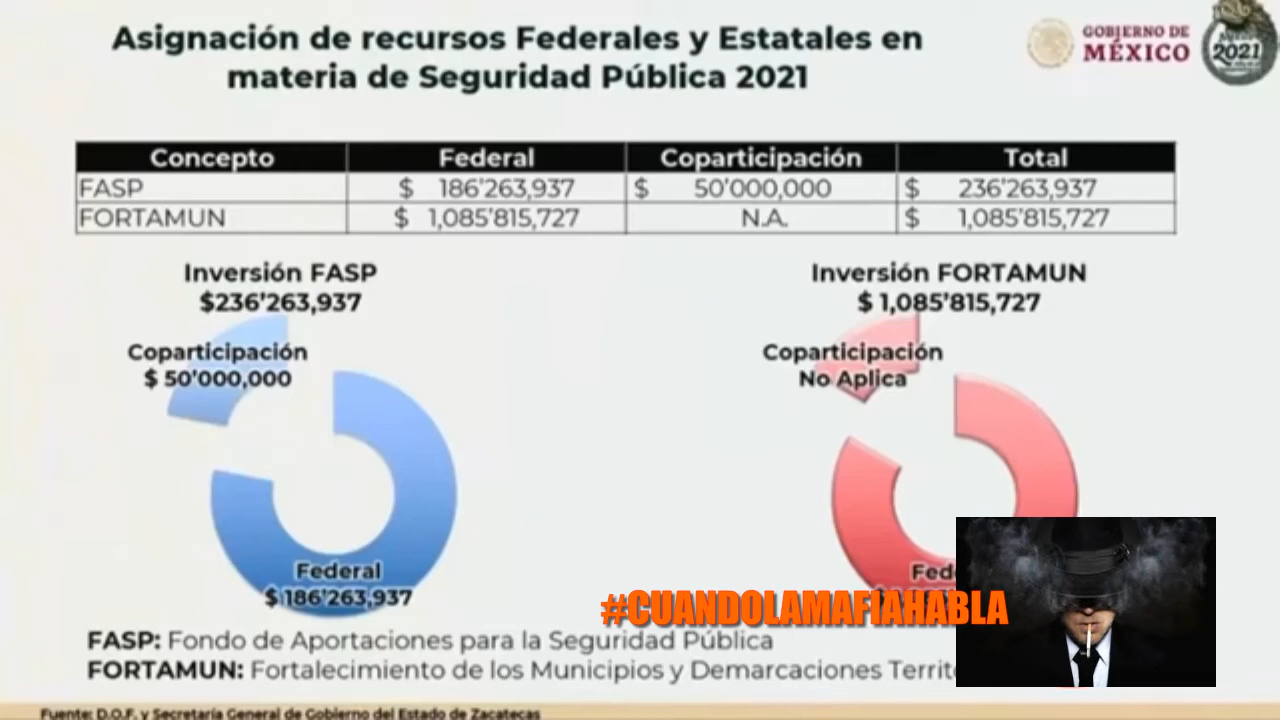 Asignación de recursos Federales y Estatales en
materia de Seguridad Pública 2021
GOBIERNO DE
MÉXICO
2021
Concepto Federal Coparticipación Total
FASP $ 186'263,937 $ 50'000,000 $ 236'263,937
FORTAMUN $ 1,085'815,727 N.A. $ 1,085'815,727
Inversión FASP
$236'263,937
Coparticipación
$ 50'000,000
Federal
$ 186'263,937
Inversión FORTAMUN
$ 1,085'815,727
Coparticipación
No Aplica
Fed
#CUANDOLAMAFIAHABLA
FASP: Fondo de Aportaciones para la Seguridad Pública
FORTAMUN: Fortalecimiento de los Municipios y Demarcaciones Territo
Fuente: D.O.F. y Secretaría General de Gobierno del Estado de Zacatecas